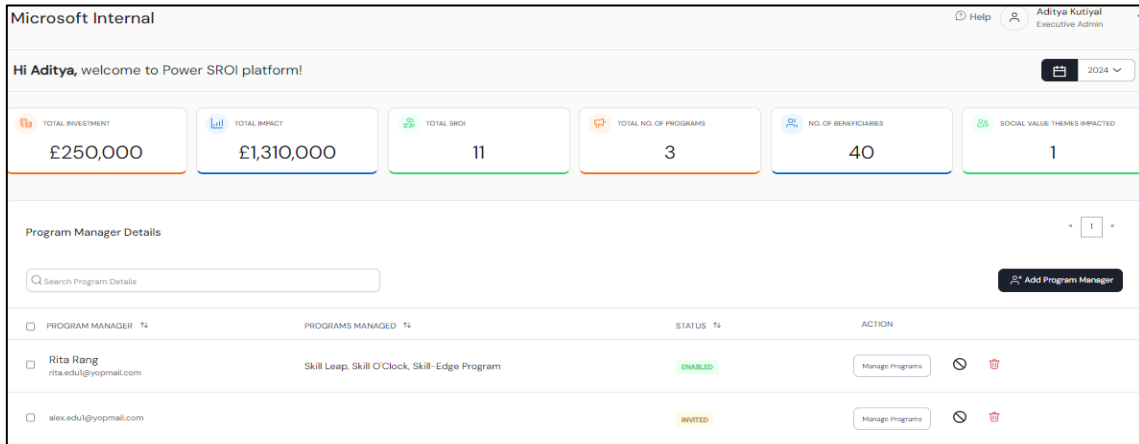 Microsoft Internal
Help
Aditya Kutiyal
Executive Admin
Hi Aditya, welcome to Power SROI platform!
2024
TOTAL INVESTMENT
£250,000
TOTAL IMPACT
£1,310,000
TOTAL SROI
11
TOTAL NO. OF PROGRAMS
3
NO. OF BENEFICIARIES
40
SOCIAL VALUE THEMES IMPACTED
1
Program Manager Details
« 1 »
Search Program Details
Add Program Manager
PROGRAM MANAGER PROGRAMS MANAGED STATUS ACTION
Rita Rang
rita.edu1@yopmail.com
Skill Leap, Skill O'Clock, Skill-Edge Program
ENABLED
Manage Programs
alex.edu1@yopmail.com
INVITED
Manage Programs